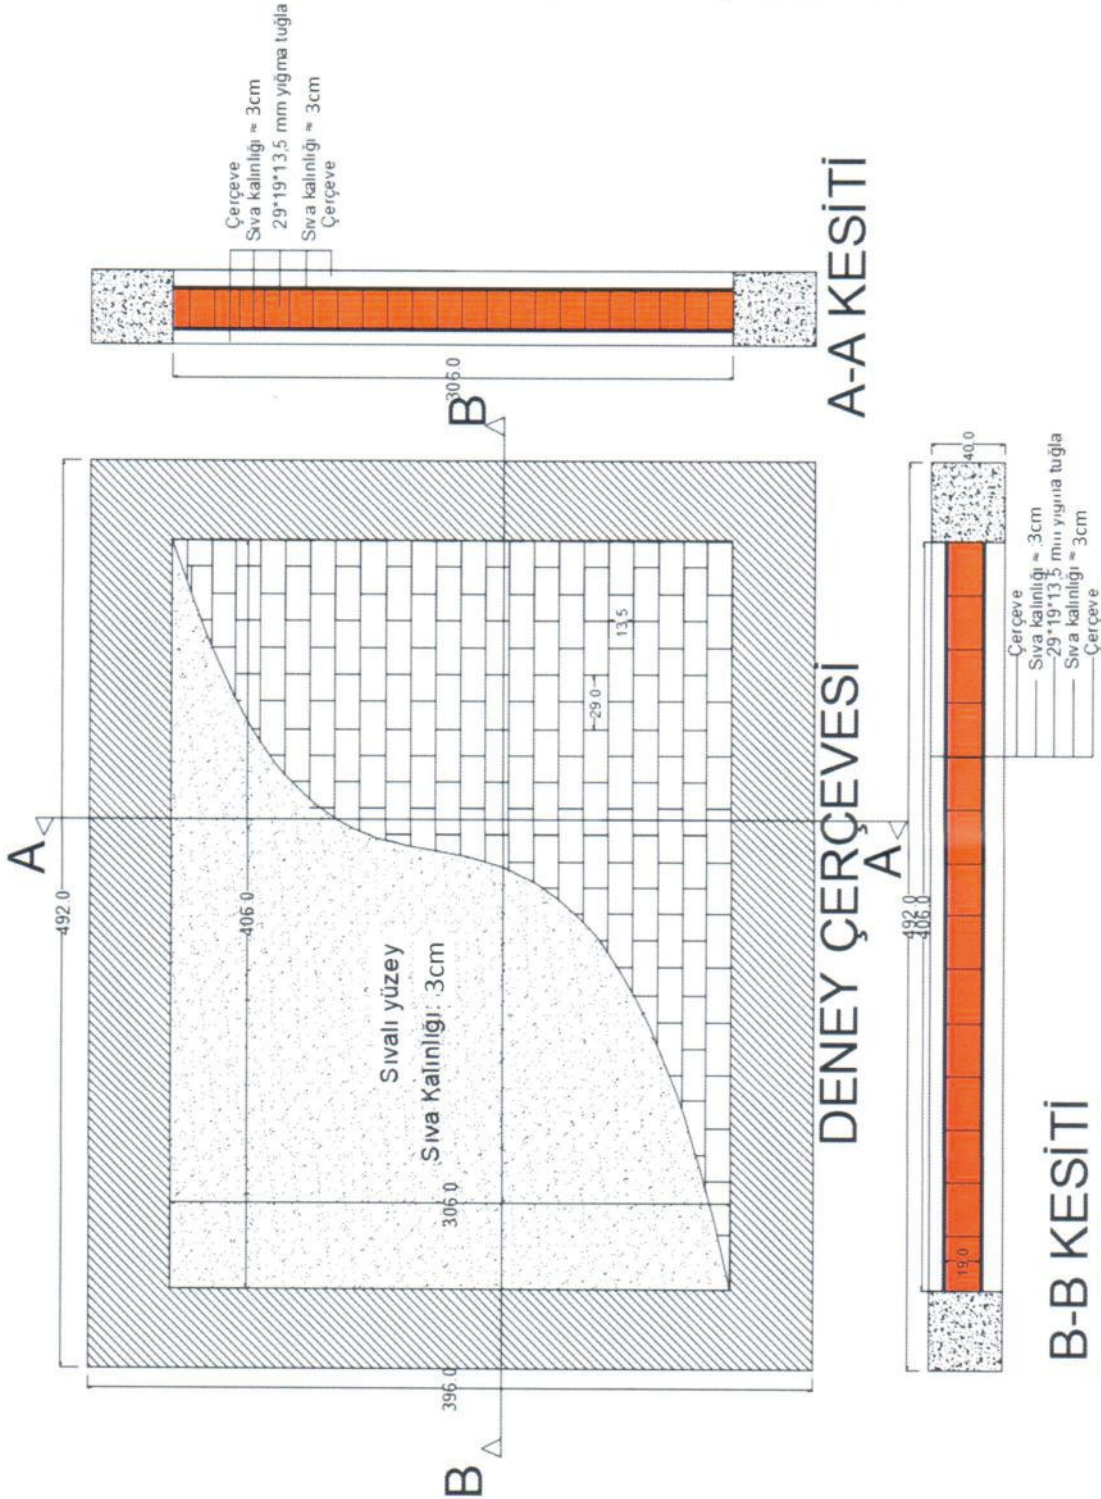 A
492.0
406.0
Sıvalı yüzey
Sıva Kalınlığı: 3cm
306.0
396.0
29.0
13.5
B
B
A
DENEY ÇERÇEVESİ
306.0
Çerçeve
Sıva kalınlığı ≈ 3cm
29*19*13,5 mm yığma tuğla
Sıva kalınlığı ≈ 3cm
Çerçeve
A-A KESİTİ
492.0
406.0
40.0
19.0
Çerçeve
Sıva kalınlığı ≈ 3cm
29*19*13,5 mm yığma tuğla
Sıva kalınlığı ≈ 3cm
Çerçeve
B-B KESİTİ